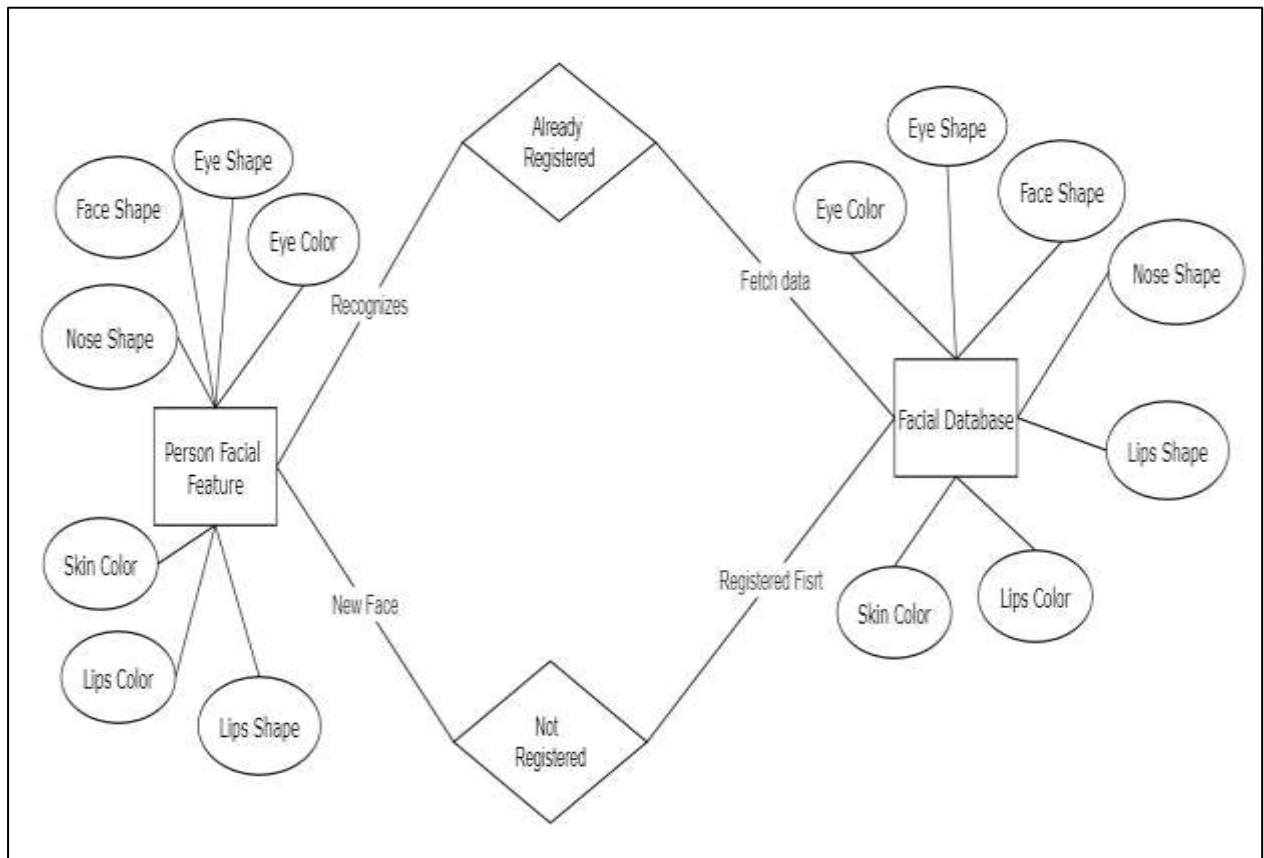 Already
Registered
Eye Shape
Eye Shape
Face Shape
Face Shape
Eye Color
Eye Color
Nose Shape
Fetch data
Recognizes
Nose Shape
Facial Database
Person Facial
Feature
Lips Shape
Skin Color
Registered Fisrt
New Face
Lips Color
Skin Color
Lips Color
Lips Shape
Not
Registered